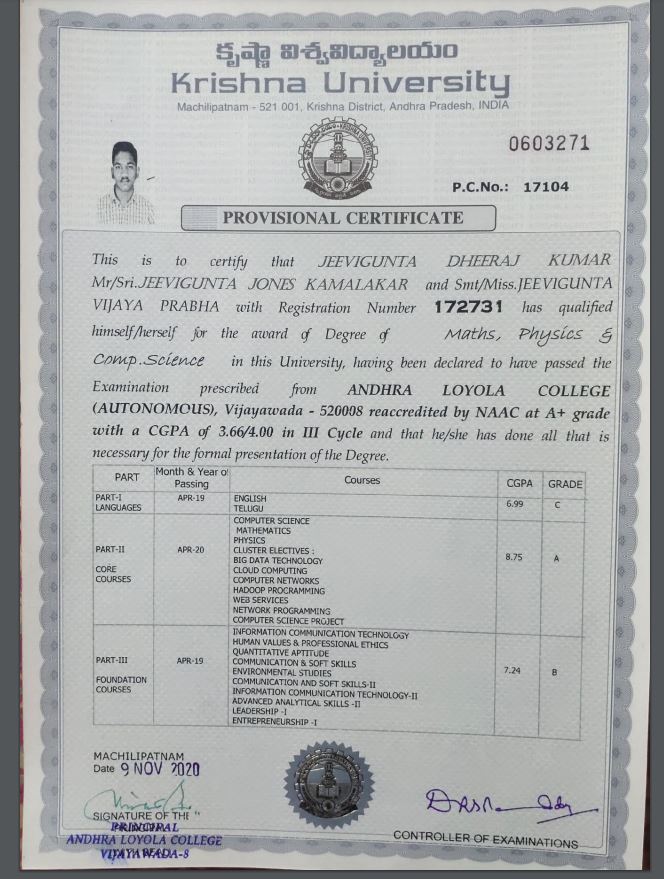 కృష్ణా విశ్వవిద్యాలయం
Krishna University
Machilipatnam - 521 001, Krishna District, Andhra Pradesh, INDIA
0603271
P.C.No.: 17104
PROVISIONAL CERTIFICATE
This is to certify that JEEVIGUNTA DHEERAJ KUMAR
Mr/Sri.JEEVIGUNTA JONES KAMALAKAR and Smt/Miss.JEEVIGUNTA
VIJAYA PRABHA with Registration Number 172731 has qualified
himself/herself for the award of Degree of Maths, Physics &
Comp.Science in this University, having been declared to have passed the
Examination prescribed from ANDHRA LOYOLA COLLEGE
(AUTONOMOUS), Vijayawada - 520008 reaccredited by NAAC at A+ grade
with a CGPA of 3.66/4.00 in III Cycle and that he/she has done all that is
necessary for the formal presentation of the Degree.
PART Month & Year of Passing Courses CGPA GRADE
PART-I LANGUAGES APR-19 ENGLISH 6.99 C
TELUGU
COMPUTER SCIENCE
MATHEMATICS
PHYSICS
PART-II APR-20 CLUSTER ELECTIVES : 8.75 A
BIG DATA TECHNOLOGY
CORE CLOUD COMPUTING
COURSES COMPUTER NETWORKS
HADOOP PROGRAMMING
WEB SERVICES
NETWORK PROGRAMMING
COMPUTER SCIENCE PROJECT
INFORMATION COMMUNICATION TECHNOLOGY
HUMAN VALUES & PROFESSIONAL ETHICS
QUANTITATIVE APTITUDE
PART-III APR-19 COMMUNICATION & SOFT SKILLS 7.24 B
ENVIRONMENTAL STUDIES
FOUNDATION COMMUNICATION AND SOFT SKILLS-II
COURSES INFORMATION COMMUNICATION TECHNOLOGY-II
ADVANCED ANALYTICAL SKILLS -II
LEADERSHIP -I
ENTREPRENEURSHIP -I
MACHILIPATNAM
Date 9 NOV 2020
SIGNATURE OF THE
PRINCIPAL
ANDHRA LOYOLA COLLEGE
VIJAYAWADA-8
CONTROLLER OF EXAMINATIONS